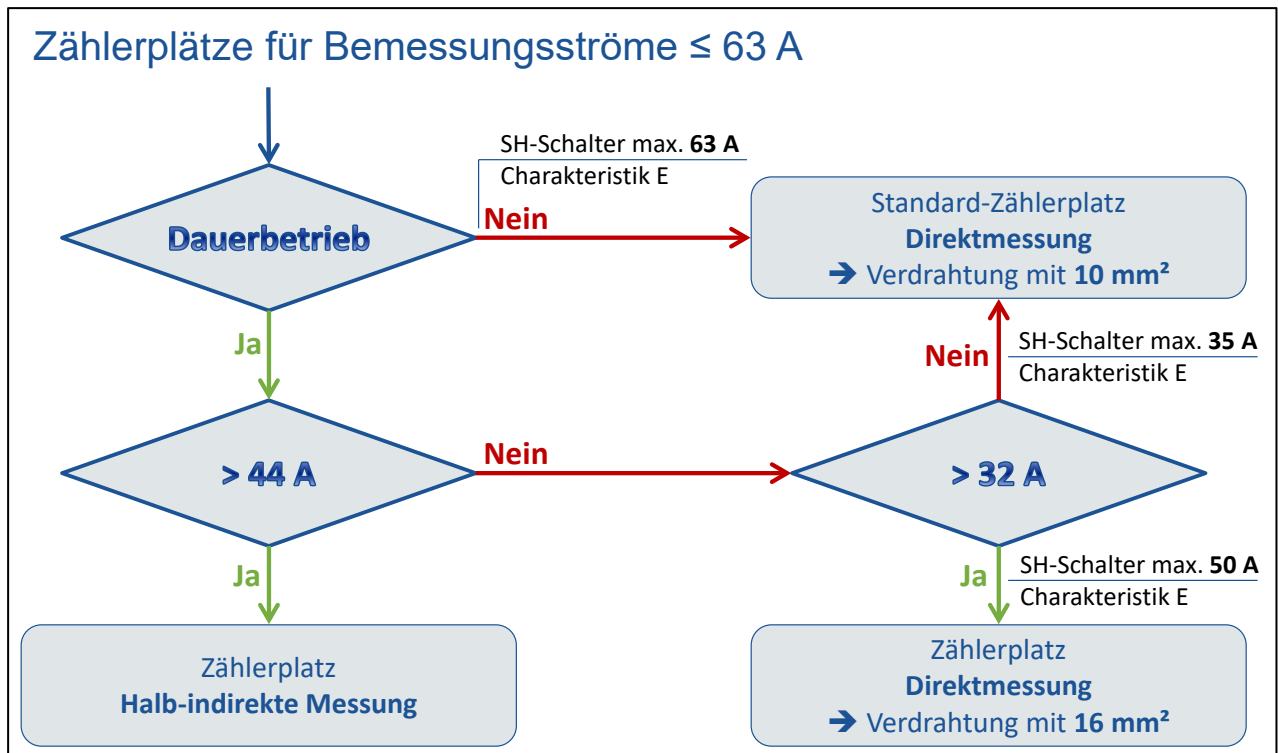 Zählerplätze für Bemessungsströme ≤ 63 A
SH-Schalter max. 63 A
Charakteristik E
Dauerbetrieb
Nein
Standard-Zählerplatz
Direktmessung
➔ Verdrahtung mit 10 mm²
Ja
Nein
SH-Schalter max. 35 A
Charakteristik E
> 44 A
Nein
> 32 A
Ja
Ja
SH-Schalter max. 50 A
Charakteristik E
Zählerplatz
Halb-indirekte Messung
Zählerplatz
Direktmessung
➔ Verdrahtung mit 16 mm²